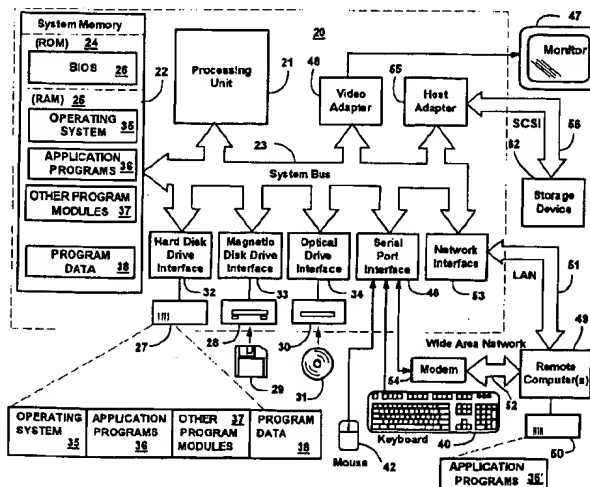 System Memory
(ROM) 24
BIOS 26
22
(RAM) 25
OPERATING
SYSTEM 35
APPLICATION
PROGRAMS 36
OTHER PROGRAM
MODULES 37
PROGRAM
DATA 38
20
Processing
Unit
21
48
Video
Adapter
55
Host
Adapter
47
Monitor
SCSI
56
62
Storage
Device
23
System Bus
Hard Disk
Drive
Interface
32
Magnetic
Disk Drive
Interface
33
Optical
Drive
Interface
34
Serial
Port
Interface
46
Network
Interface
53
LAN
51
27
28
29
30
31
Wide Area Network
49
Modem
54
52
Remote
Computer(s)
50
Keyboard
40
Mouse
42
OPERATING
SYSTEM 35
APPLICATION
PROGRAMS 36
OTHER 37
PROGRAM
MODULES
PROGRAM
DATA 38
APPLICATION
PROGRAMS 36'